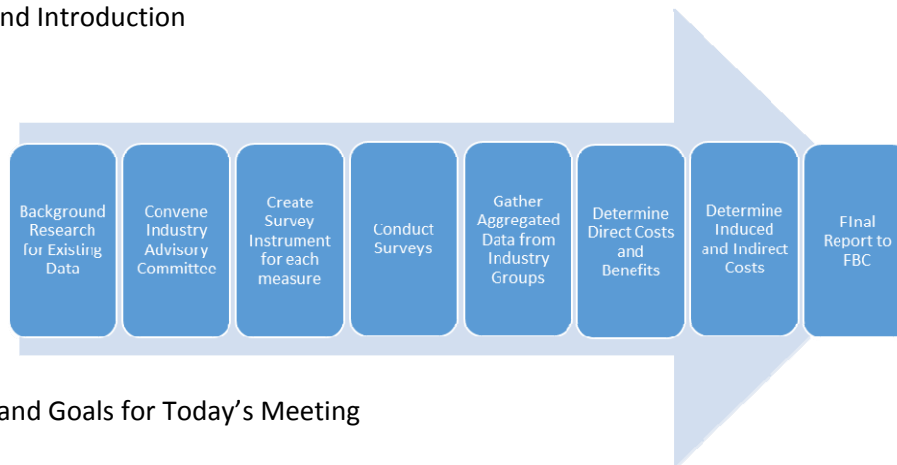 nd Introduction
Background
Research
for Existing
Data
Convene
Industry
Advisory
Committee
Create
Survey
Instrument
for each
measure
Conduct
Surveys
Gather
Aggregated
Data from
Industry
Groups
Determine
Direct Costs
and
Benefits
Determine
Induced
and Indirect
Costs
FInal
Report to
FBC
and Goals for Today’s Meeting